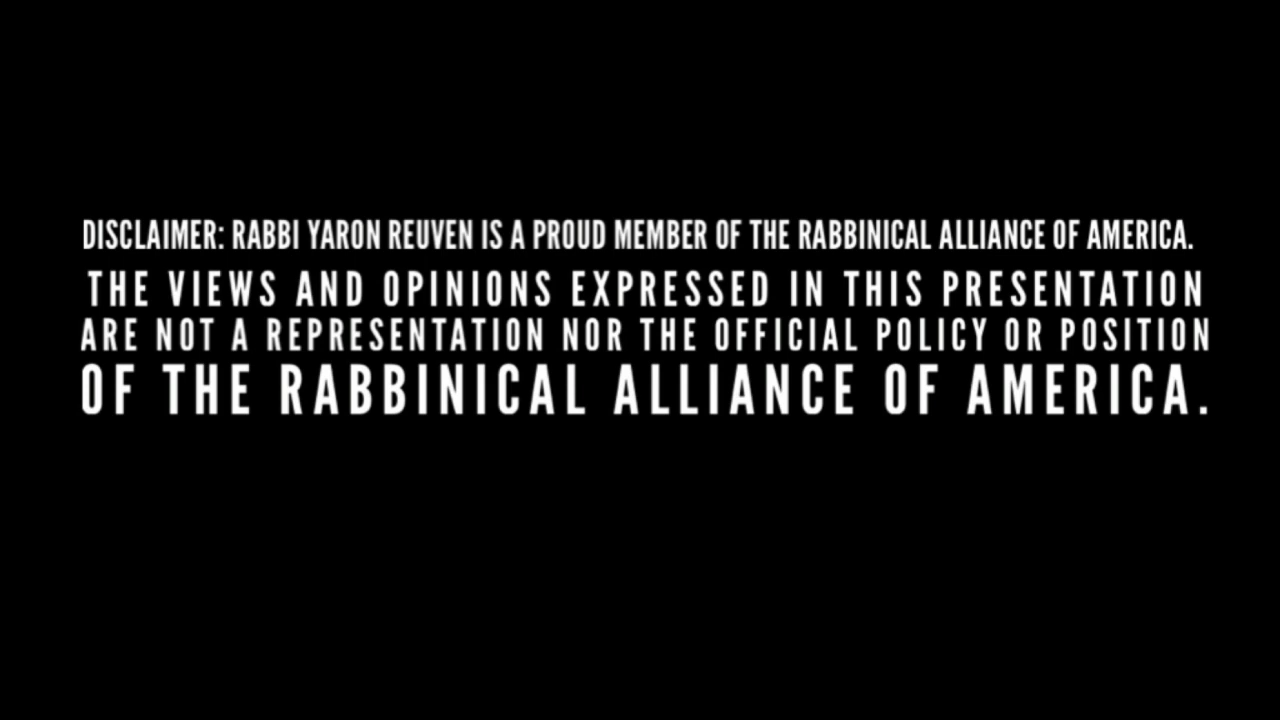 DISCLAIMER: RABBI YARON REUVEN IS A PROUD MEMBER OF THE RABBINICAL ALLIANCE OF AMERICA.
THE VIEWS AND OPINIONS EXPRESSED IN THIS PRESENTATION
ARE NOT A REPRESENTATION NOR THE OFFICIAL POLICY OR POSITION
OF THE RABBINICAL ALLIANCE OF AMERICA.